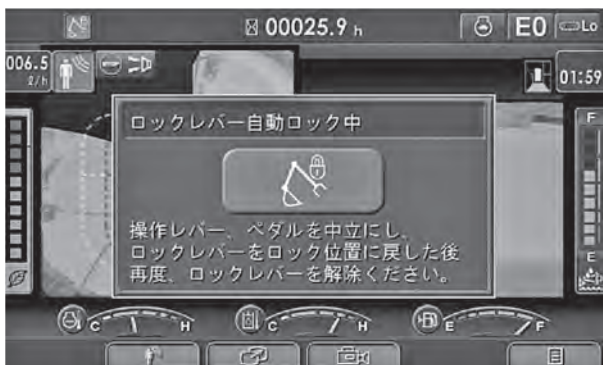 00025.9 h
E0
Lo
006.5
2/h
01:59
ロックレバー自動ロック中
操作レバー、ペダルを中立にし、
ロックレバーをロック位置に戻した後
再度、ロックレバーを解除ください。
F
E
C H
C H
E F